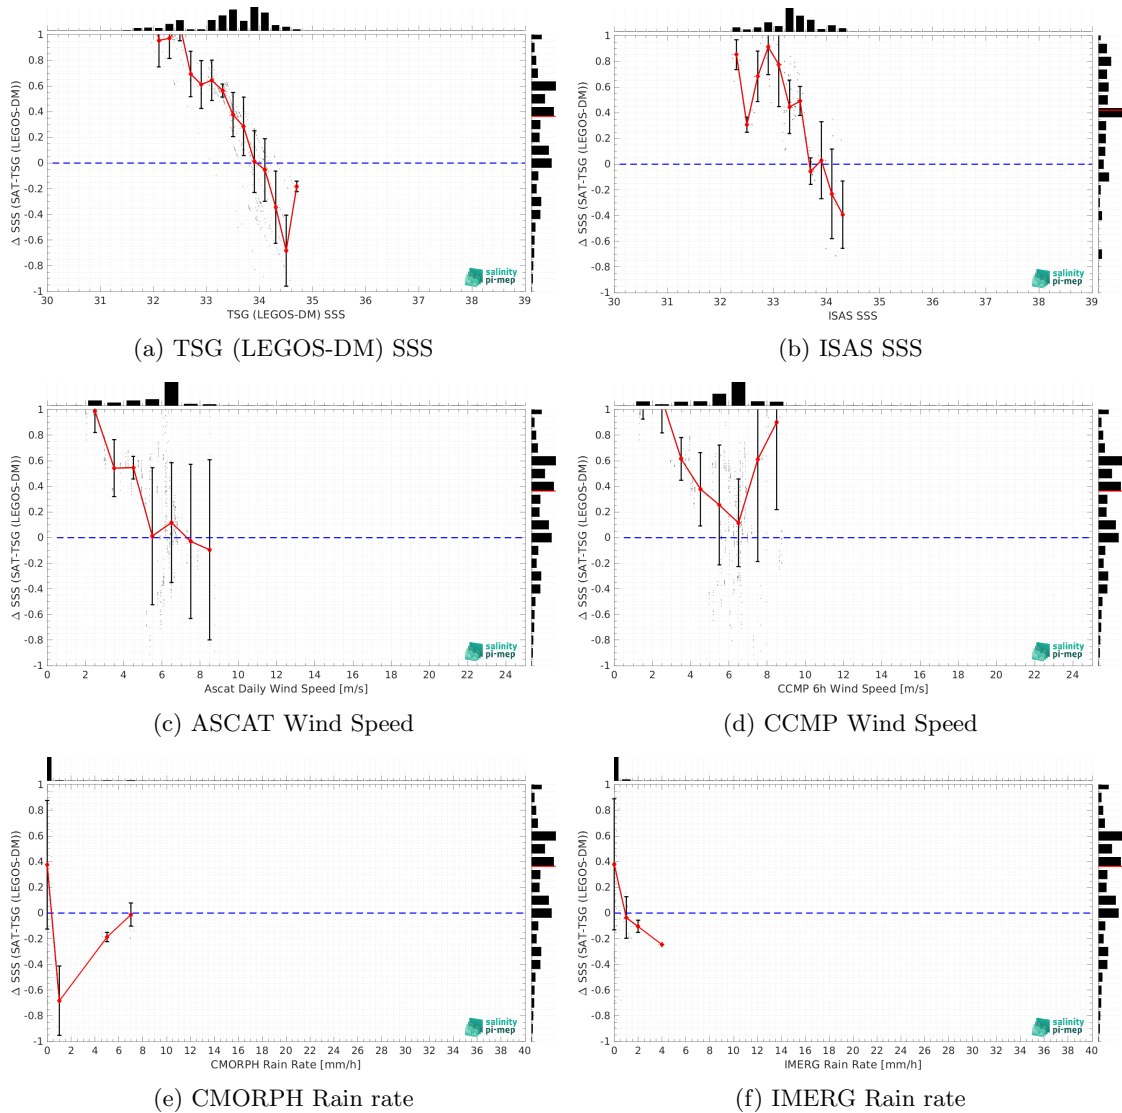 1
0.8
0.6
0.4
0.2
0
-0.2
-0.4
-0.6
-0.8
-1
Δ SSS (SAT-TSG (LEGOS-DM))
30 31 32 33 34 35 36 37 38 39
TSG (LEGOS-DM) SSS
salinity
pi-mep
(a) TSG (LEGOS-DM) SSS
1
0.8
0.6
0.4
0.2
0
-0.2
-0.4
-0.6
-0.8
-1
Δ SSS (SAT-TSG (LEGOS-DM))
30 31 32 33 34 35 36 37 38 39
ISAS SSS
salinity
pi-mep
(b) ISAS SSS
1
0.8
0.6
0.4
0.2
0
-0.2
-0.4
-0.6
-0.8
-1
Δ SSS (SAT-TSG (LEGOS-DM))
0 2 4 6 8 10 12 14 16 18 20 22 24
Ascat Daily Wind Speed [m/s]
salinity
pi-mep
(c) ASCAT Wind Speed
1
0.8
0.6
0.4
0.2
0
-0.2
-0.4
-0.6
-0.8
-1
Δ SSS (SAT-TSG (LEGOS-DM))
0 2 4 6 8 10 12 14 16 18 20 22 24
CCMP 6h Wind Speed [m/s]
salinity
pi-mep
(d) CCMP Wind Speed
1
0.8
0.6
0.4
0.2
0
-0.2
-0.4
-0.6
-0.8
-1
Δ SSS (SAT-TSG (LEGOS-DM))
0 2 4 6 8 10 12 14 16 18 20 22 24 26 28 30 32 34 36 38 40
CMORPH Rain Rate [mm/h]
salinity
pi-mep
(e) CMORPH Rain rate
1
0.8
0.6
0.4
0.2
0
-0.2
-0.4
-0.6
-0.8
-1
Δ SSS (SAT-TSG (LEGOS-DM))
0 2 4 6 8 10 12 14 16 18 20 22 24 26 28 30 32 34 36 38 40
IMERG Rain Rate [mm/h]
salinity
pi-mep
(f) IMERG Rain rate